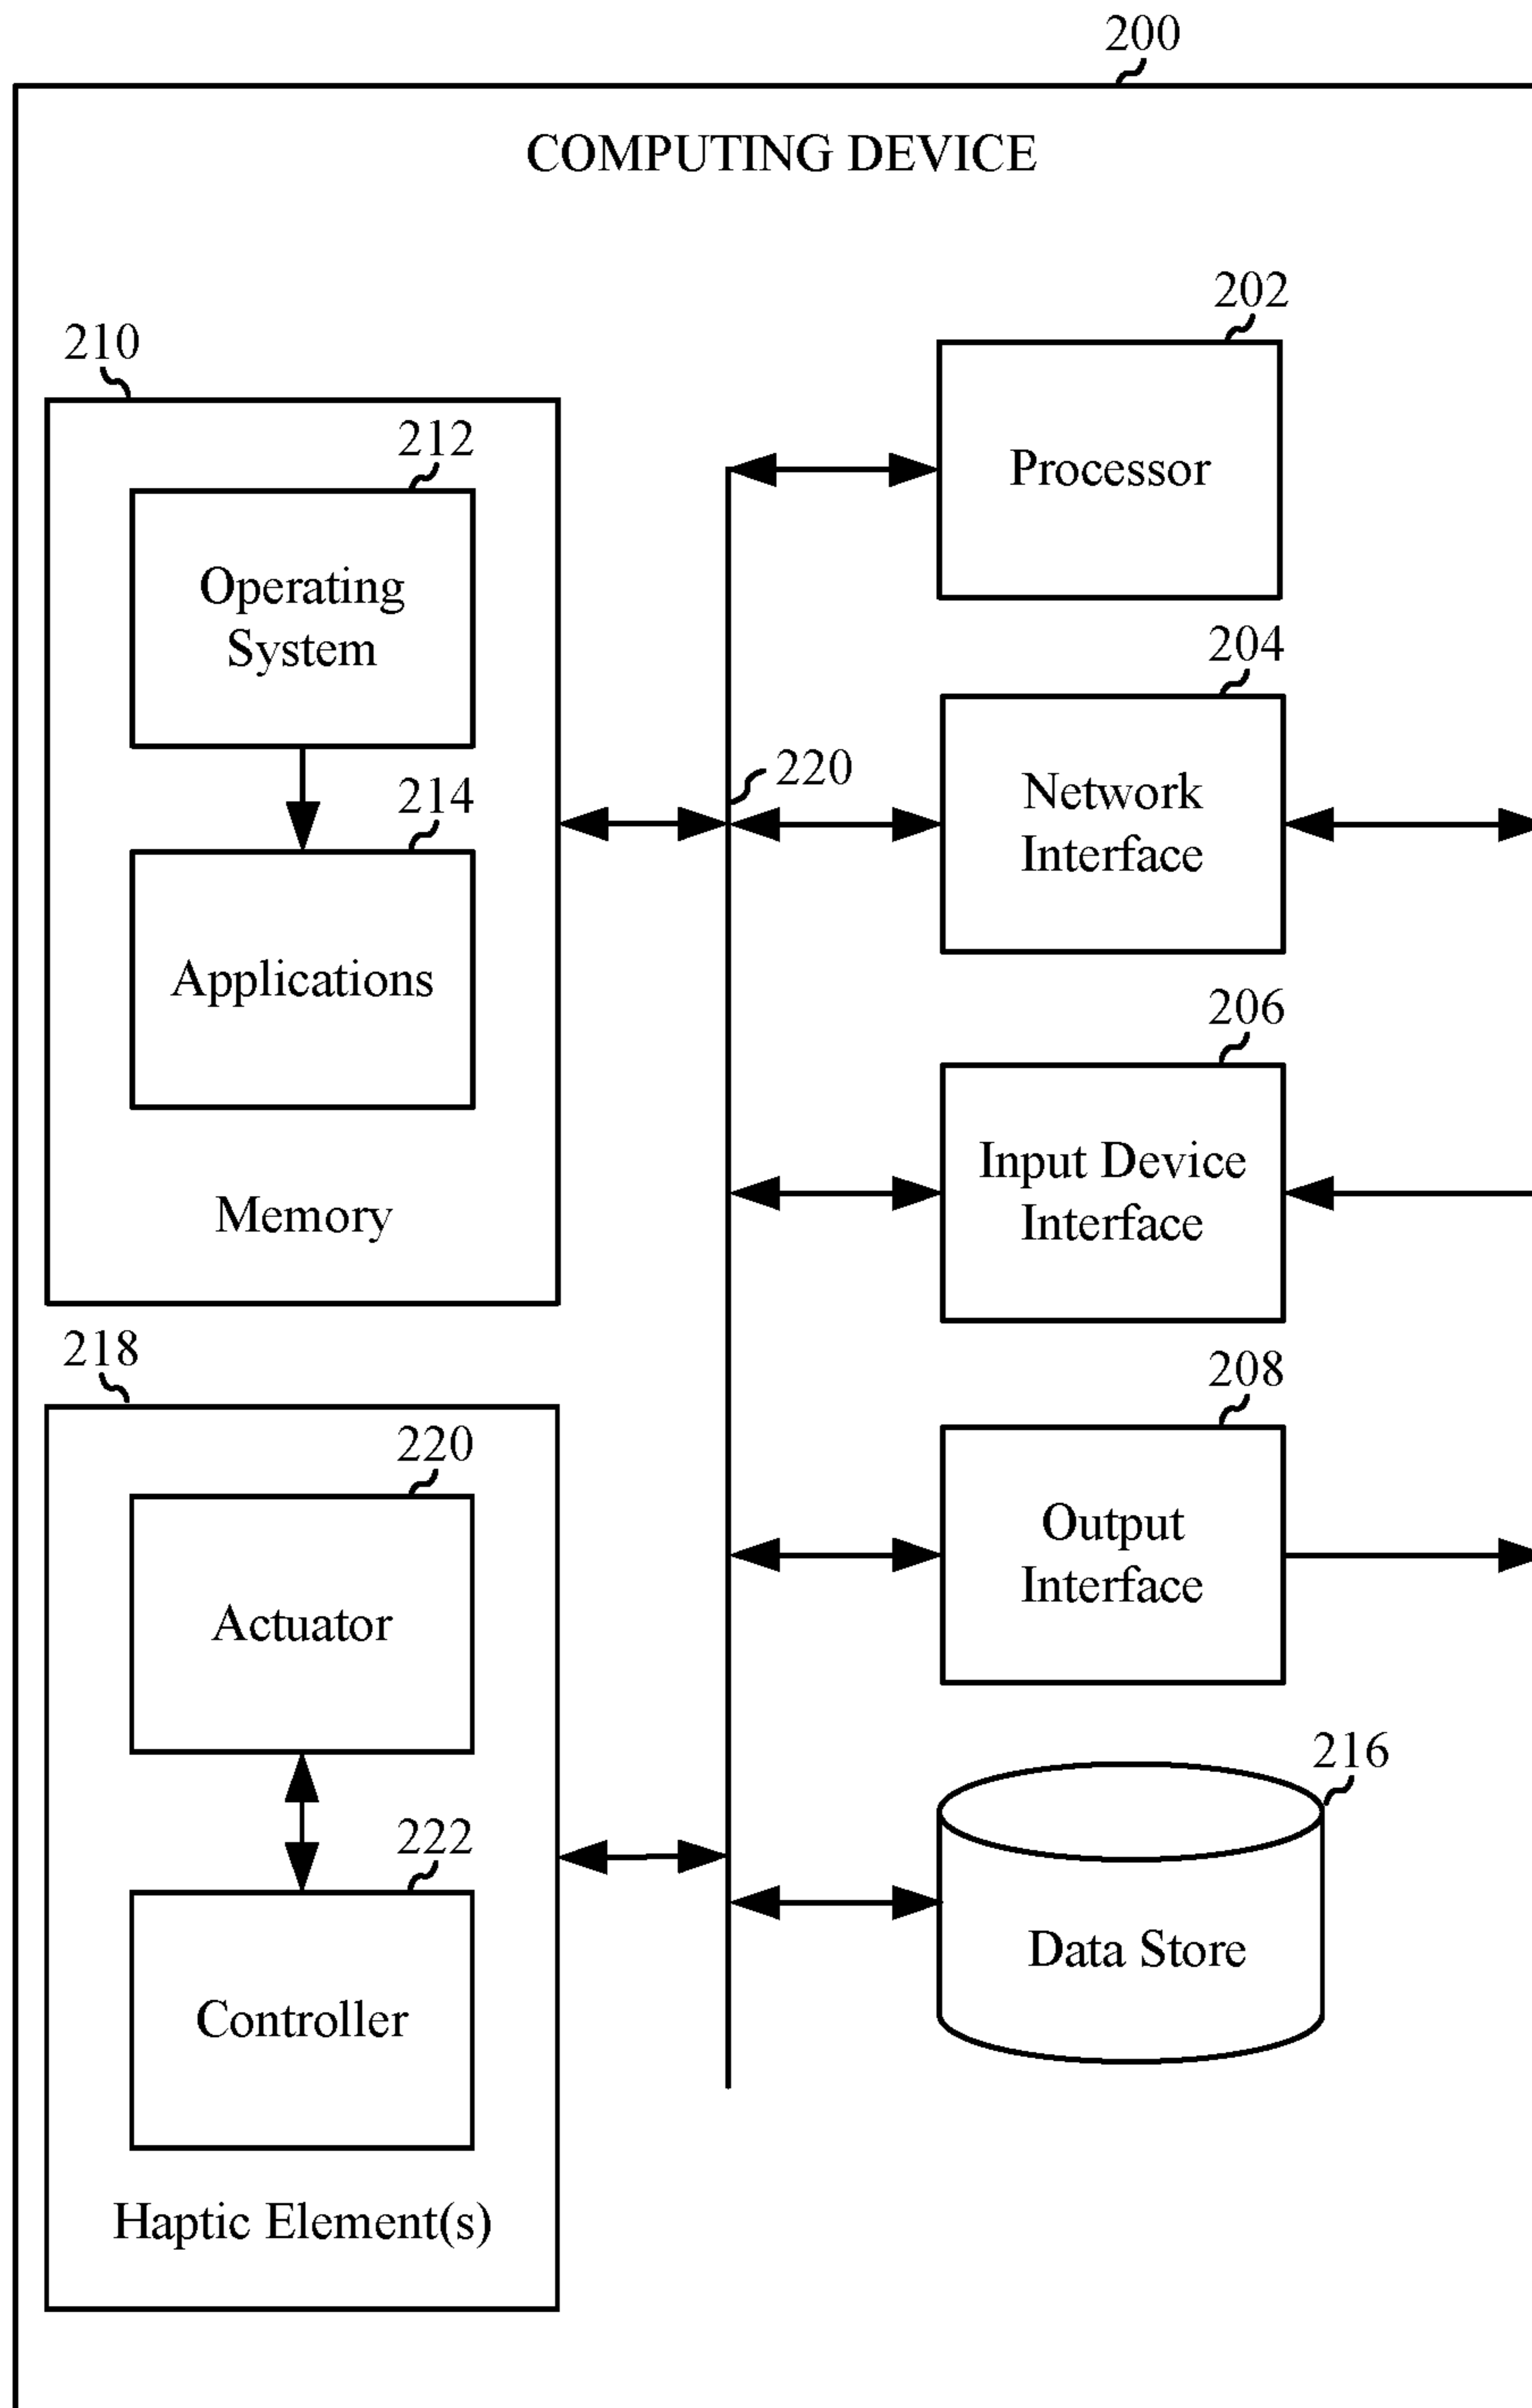 200
COMPUTING DEVICE
210
212
Operating
System
214
Applications
Memory
218
220
Actuator
222
Controller
Haptic Element(s)
220
202
Processor
204
Network
Interface
206
Input Device
Interface
208
Output
Interface
216
Data Store